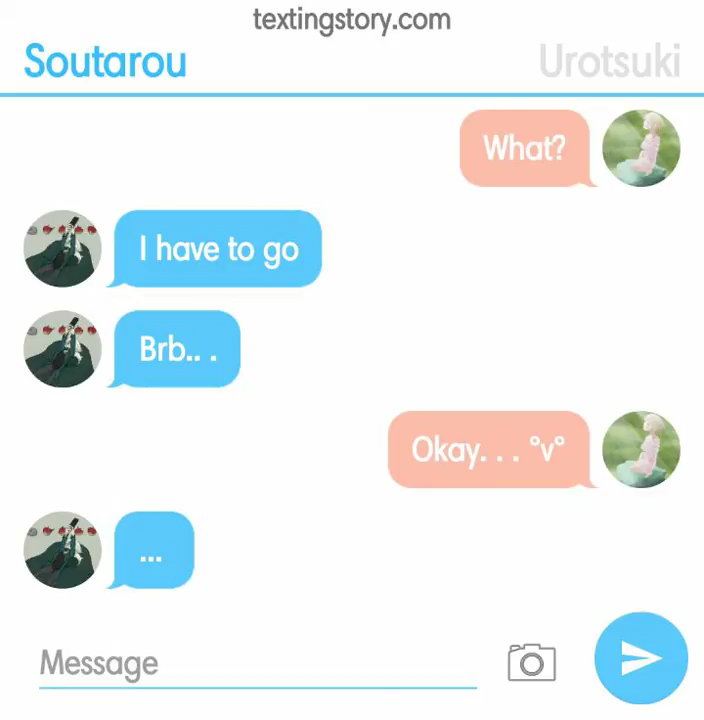 textingstory.com
Soutarou
Urotsuki
What?
I have to go
Brb.. .
Okay. . . °v°
...
Message